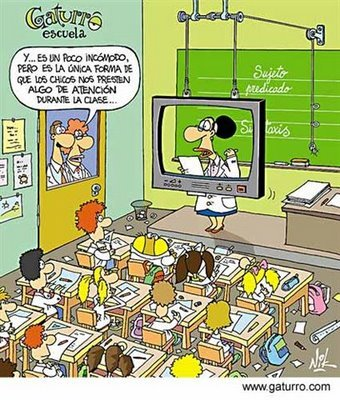 Gaturro
escuela
Y... ES UN POCO INCÓMODO,
PERO ES LA ÚNICA FORMA DE
QUE LOS CHICOS NOS PRESTEN
ALGO DE ATENCIÓN
DURANTE LA CLASE...
Sujeto
predicado
Sintaxis
NIK
www.gaturro.com